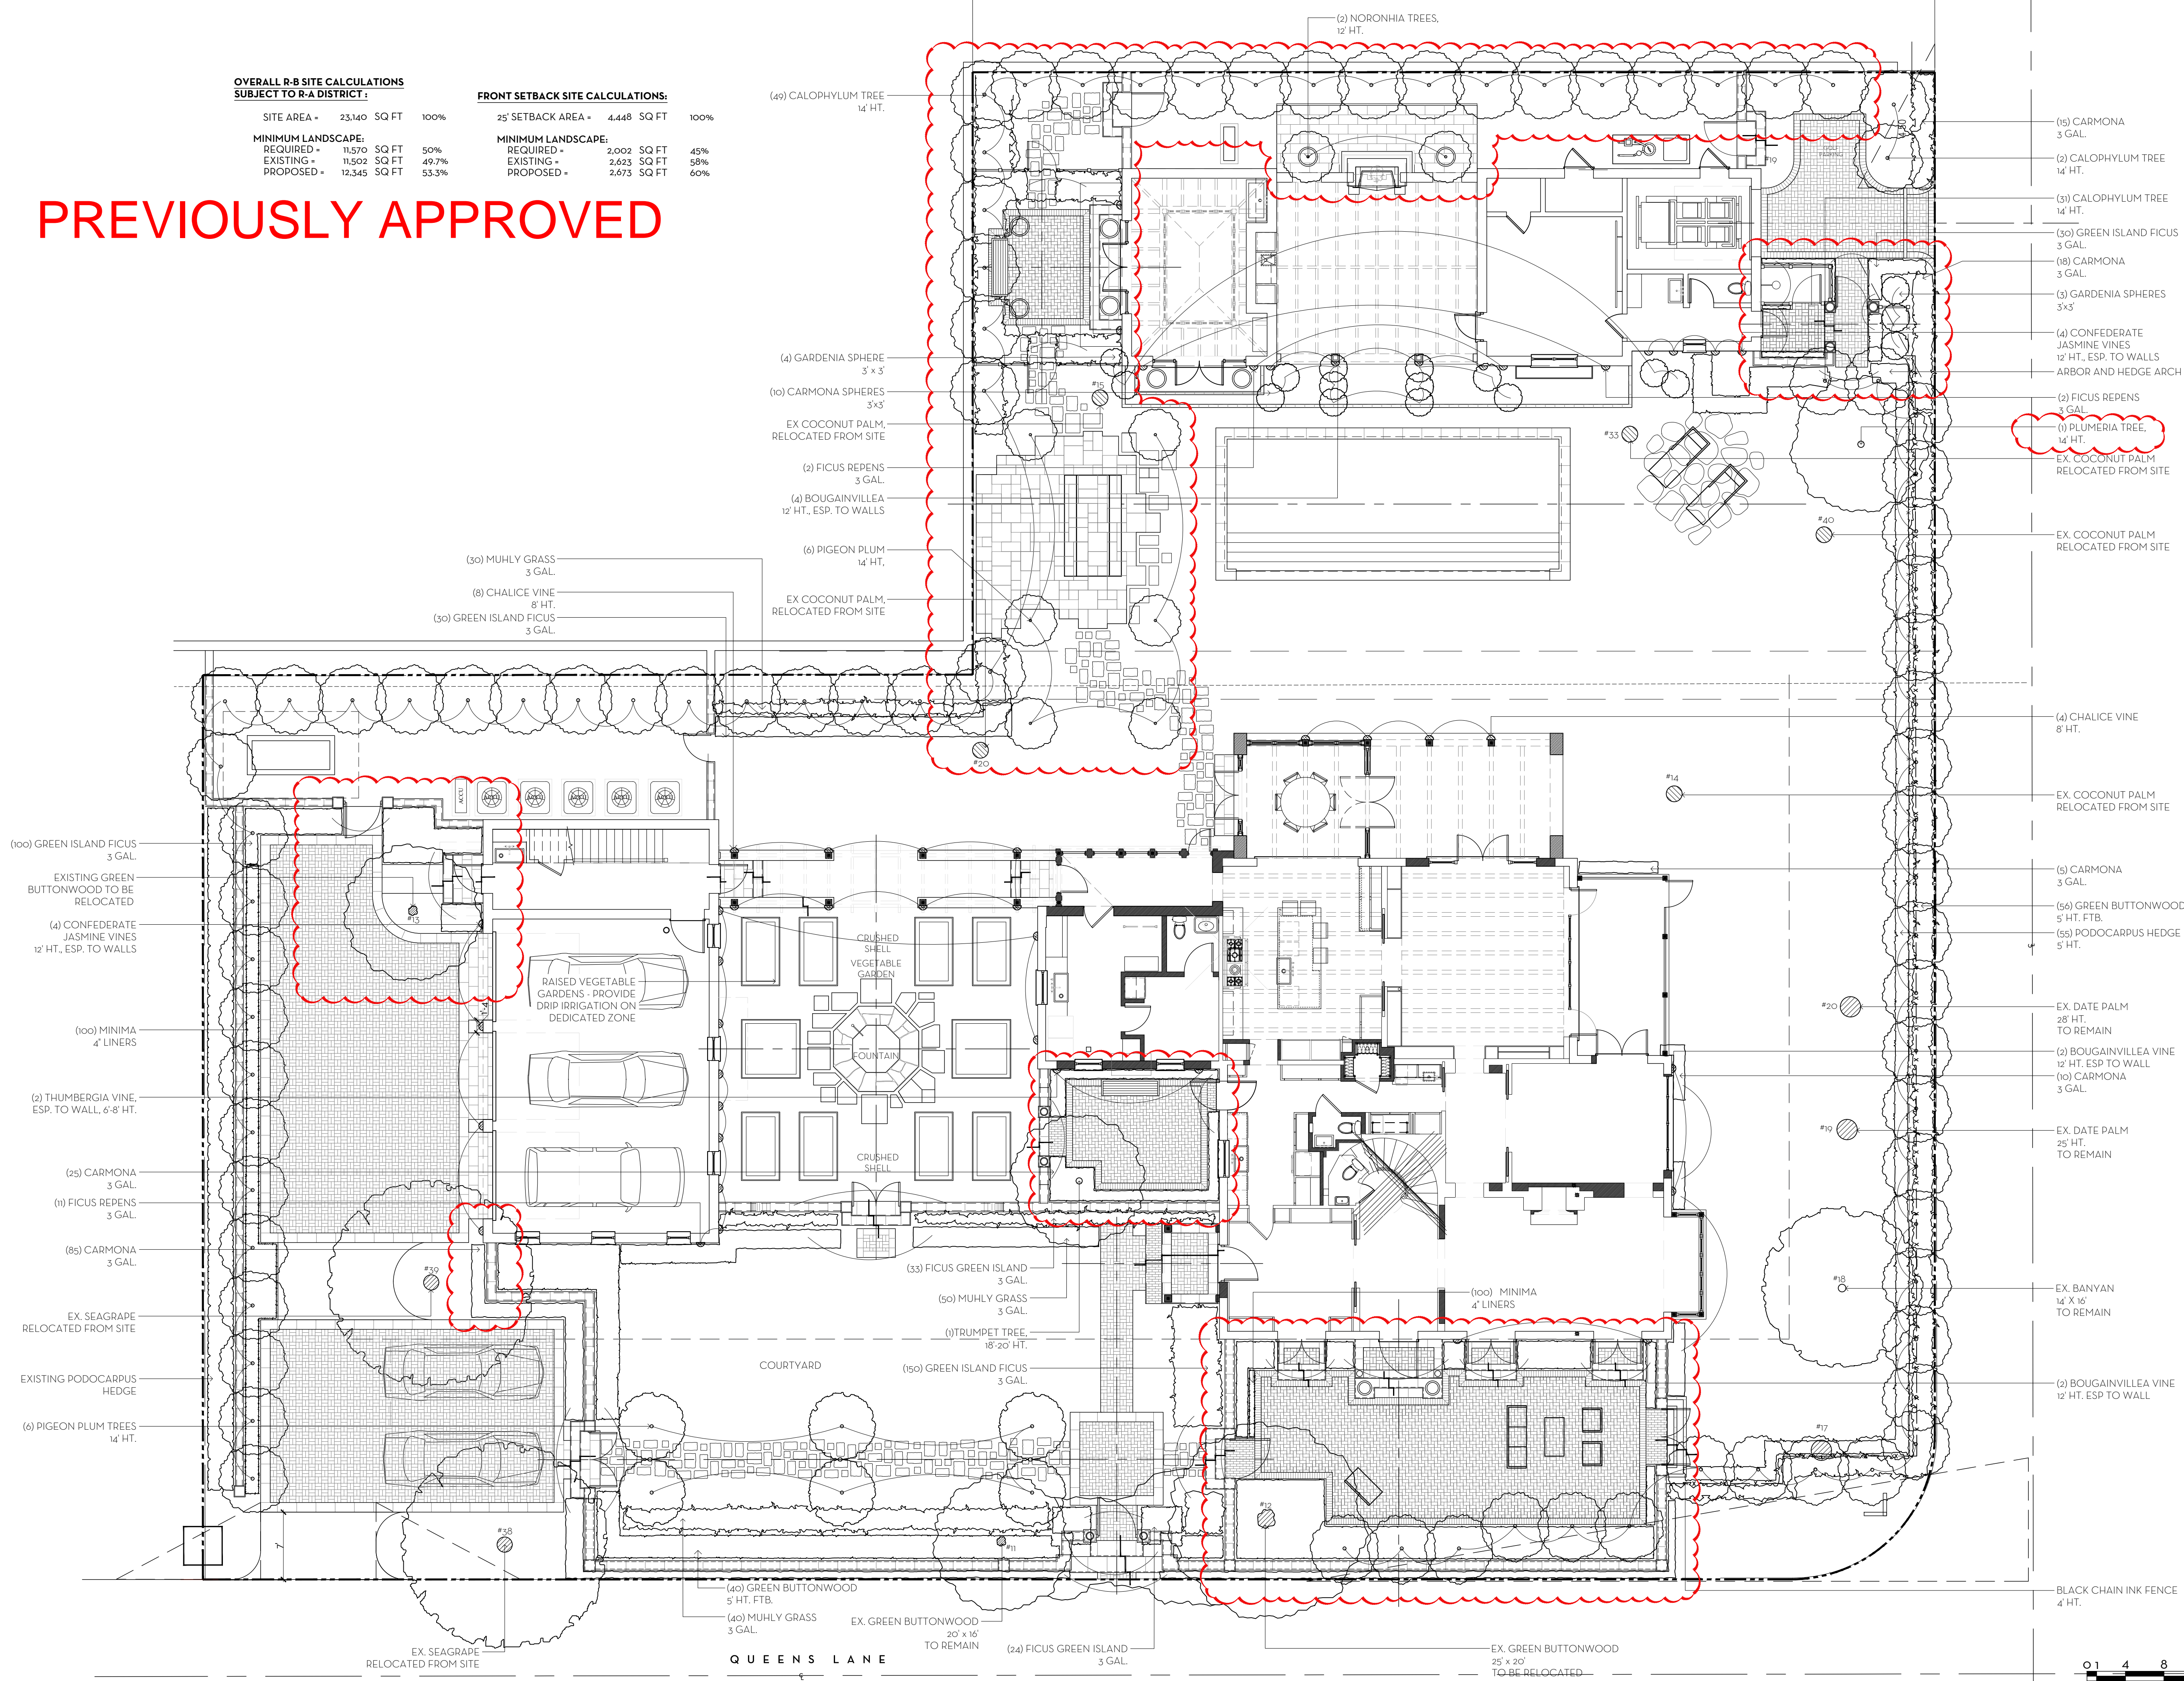 OVERALL R-B SITE CALCULATIONS
SUBJECT TO R-A DISTRICT :
SITE AREA = 23,140 SQ FT 100%
MINIMUM LANDSCAPE:
REQUIRED = 11,570 SQ FT 50%
EXISTING = 11,502 SQ FT 49.7%
PROPOSED = 12,345 SQ FT 53.3%
FRONT SETBACK SITE CALCULATIONS:
25' SETBACK AREA = 4,448 SQ FT 100%
MINIMUM LANDSCAPE:
REQUIRED = 2,002 SQ FT 45%
EXISTING = 2,623 SQ FT 58%
PROPOSED = 2,673 SQ FT 60%
PREVIOUSLY APPROVED
(2) NORONHIA TREES,
12' HT.
(49) CALOPHYLUM TREE
14' HT.
(4) GARDENIA SPHERE
3' x 3'
(10) CARMONA SPHERES
3'x3'
EX COCONUT PALM,
RELOCATED FROM SITE
(2) FICUS REPENS
3 GAL.
(4) BOUGAINVILLEA
12' HT., ESP. TO WALLS
(6) PIGEON PLUM
14' HT,
EX COCONUT PALM,
RELOCATED FROM SITE
(30) MUHLY GRASS
3 GAL.
(8) CHALICE VINE
8' HT.
(30) GREEN ISLAND FICUS
3 GAL.
(15) CARMONA
3 GAL.
(2) CALOPHYLUM TREE
14' HT.
(31) CALOPHYLUM TREE
14' HT.
(30) GREEN ISLAND FICUS
3 GAL.
(18) CARMONA
3 GAL.
(3) GARDENIA SPHERES
3'x3'
(4) CONFEDERATE
JASMINE VINES
12' HT., ESP. TO WALLS
ARBOR AND HEDGE ARCH
(2) FICUS REPENS
3 GAL.
(1) PLUMERIA TREE,
14' HT.
EX. COCONUT PALM
RELOCATED FROM SITE
EX. COCONUT PALM
RELOCATED FROM SITE
(4) CHALICE VINE
8' HT.
EX. COCONUT PALM
RELOCATED FROM SITE
(5) CARMONA
3 GAL.
(56) GREEN BUTTONWOOD
5' HT. FTB.
(55) PODOCARPUS HEDGE
5' HT.
EX. DATE PALM
28' HT.
TO REMAIN
(2) BOUGAINVILLEA VINE
12' HT. ESP TO WALL
(10) CARMONA
3 GAL.
EX. DATE PALM
25' HT.
TO REMAIN
EX. BANYAN
14' X 16'
TO REMAIN
(2) BOUGAINVILLEA VINE
12' HT. ESP TO WALL
BLACK CHAIN INK FENCE
4' HT.
(100) GREEN ISLAND FICUS
3 GAL.
EXISTING GREEN
BUTTONWOOD TO BE
RELOCATED
(4) CONFEDERATE
JASMINE VINES
12' HT., ESP. TO WALLS
(100) MINIMA
4" LINERS
(2) THUMBERGIA VINE,
ESP. TO WALL, 6'-8' HT.
(25) CARMONA
3 GAL.
(11) FICUS REPENS
3 GAL.
(85) CARMONA
3 GAL.
EX. SEAGRAPE
RELOCATED FROM SITE
EXISTING PODOCARPUS
HEDGE
(6) PIGEON PLUM TREES
14' HT.
#19
#15
#33
#40
#20
#14
#13
#20
#19
#18
#17
#39
#38
#11
#12
ACCU
CRUSHED
SHELL
VEGETABLE
GARDEN
RAISED VEGETABLE
GARDENS - PROVIDE
DRIP IRRIGATION ON
DEDICATED ZONE
FOUNTAIN
CRUSHED
SHELL
(33) FICUS GREEN ISLAND
3 GAL.
(50) MUHLY GRASS
3 GAL.
(1)TRUMPET TREE,
18'-20' HT.
(150) GREEN ISLAND FICUS
3 GAL.
(100) MINIMA
4" LINERS
COURTYARD
(40) GREEN BUTTONWOOD
5' HT. FTB.
(40) MUHLY GRASS
3 GAL.
EX. GREEN BUTTONWOOD
20' x 16'
TO REMAIN
(24) FICUS GREEN ISLAND
3 GAL.
EX. GREEN BUTTONWOOD
25' x 20'
TO BE RELOCATED
EX. SEAGRAPE
RELOCATED FROM SITE
QUEENS LANE
0 1 4 8